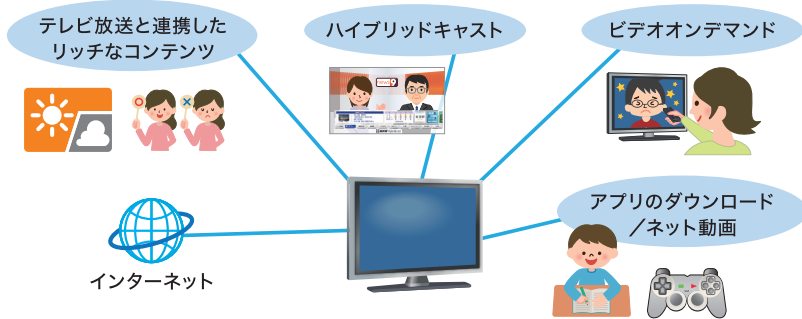 テレビ放送と連携した
リッチなコンテンツ
ハイブリッドキャスト
ビデオオンデマンド
アプリのダウンロード
／ネット動画
インターネット